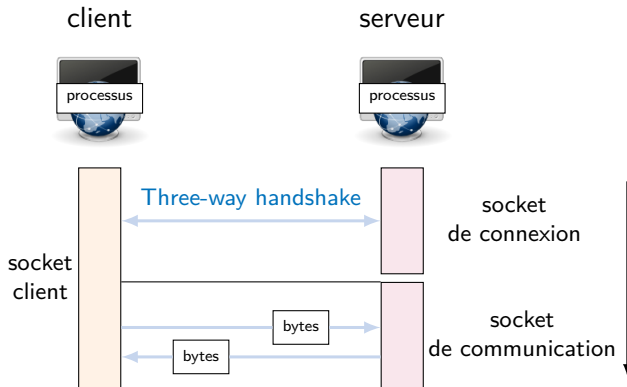 client
serveur
processus
processus
Three-way handshake
socket
de connexion
socket
client
bytes
bytes
socket
de communication